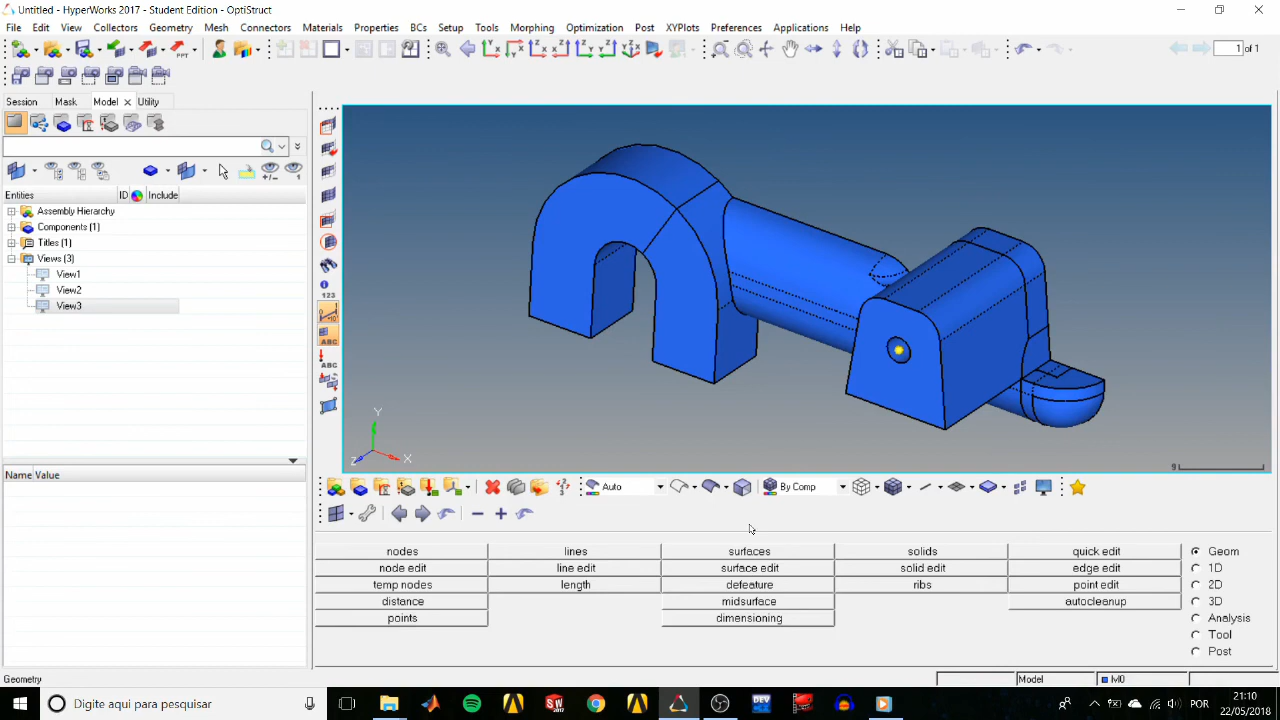 Untitled - HyperWorks 2017 - Student Edition - OptiStruct
File Edit View Collectors Geometry Mesh Connectors Materials Properties BCs Setup Tools Morphing Optimization Post XYPlots Preferences Applications Help
1 of 1
Session Mask Model Utility
Entities ID Include
Assembly Hierarchy
Components (1)
Titles (1)
Views (3)
View1
View2
View3
123
ABC
ABC
Y
Z X
9
Name Value
Auto By Comp
nodes lines surfaces solids quick edit Geom
node edit line edit surface edit solid edit edge edit 1D
temp nodes length defeature ribs point edit 2D
distance midsurface autocleanup 3D
points dimensioning Analysis
Tool
Post
Geometry Model M0
Digite aqui para pesquisar
POR
21:10
22/05/2018